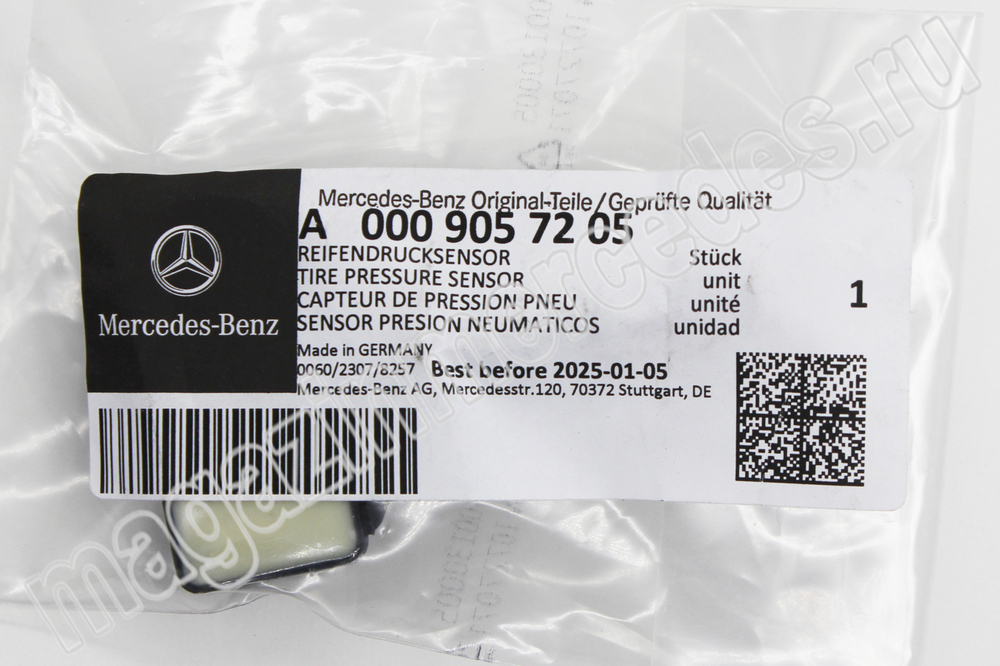 Mercedes-Benz Original-Teile/Geprüfte Qualität
A 000 905 72 05
REIFENDRUCKSENSOR Stück
TIRE PRESSURE SENSOR unit
CAPTEUR DE PRESSION PNEU unité
SENSOR PRESION NEUMATICOS unidad
1
Mercedes-Benz
Made in GERMANY
0060/2307/8257 Best before 2025-01-05
Mercedes-Benz AG, Mercedesstr.120, 70372 Stuttgart, DE
magazinmercedes.ru